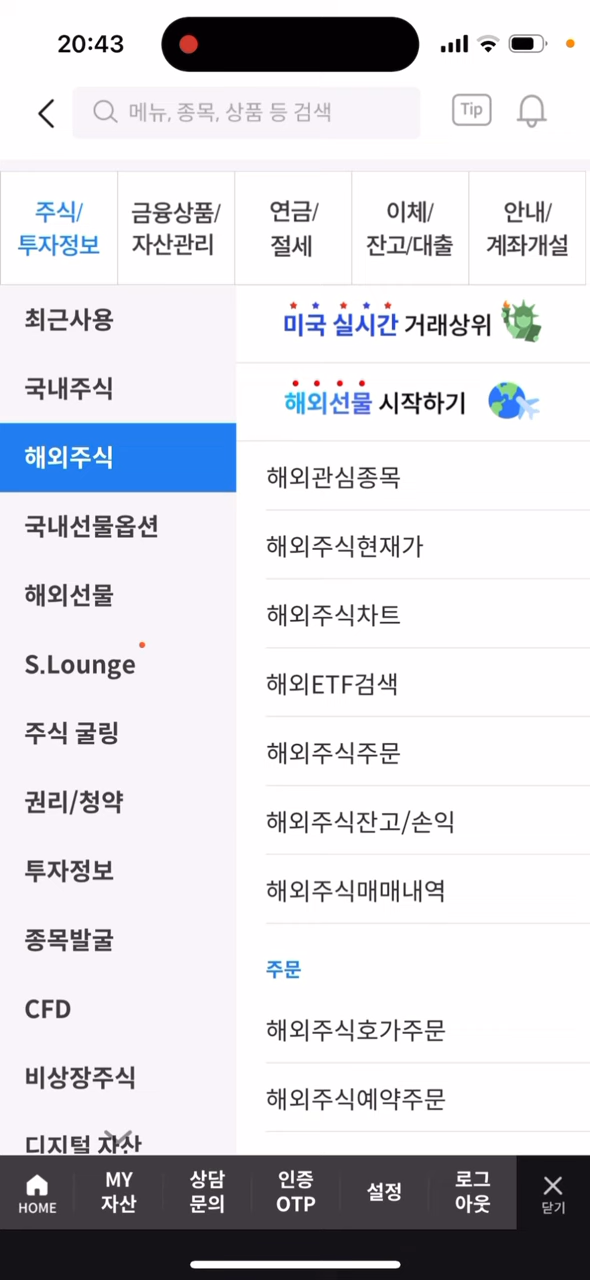 20:43
메뉴, 종목, 상품 등 검색
Tip
주식/
투자정보
금융상품/
자산관리
연금/
절세
이체/
잔고/대출
안내/
계좌개설
최근사용
국내주식
해외주식
국내선물옵션
해외선물
S.Lounge
주식 굴링
권리/청약
투자정보
종목발굴
CFD
비상장주식
디지털 자산
미국 실시간 거래상위
해외선물 시작하기
해외관심종목
해외주식현재가
해외주식차트
해외ETF검색
해외주식주문
해외주식잔고/손익
해외주식매매내역
주문
해외주식호가주문
해외주식예약주문
HOME
MY
자산
상담
문의
인증
OTP
설정
로그
아웃
닫기